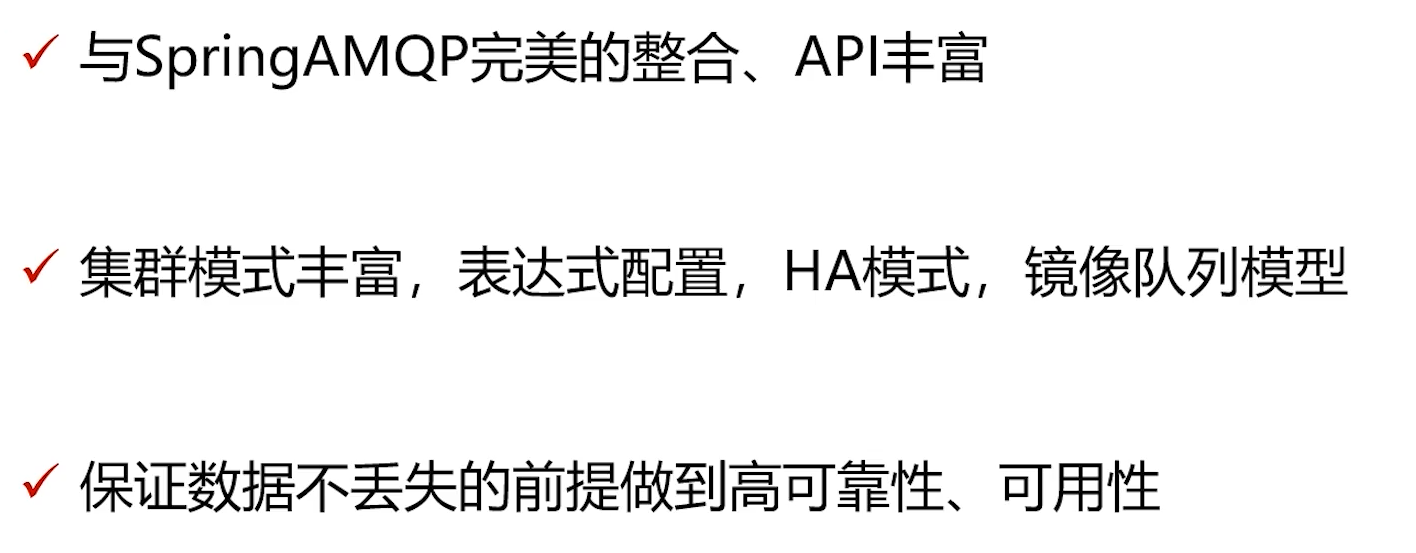 ✓ 与SpringAMQP完美的整合、API丰富
✓ 集群模式丰富，表达式配置，HA模式，镜像队列模型
✓ 保证数据不丢失的前提做到高可靠性、可用性